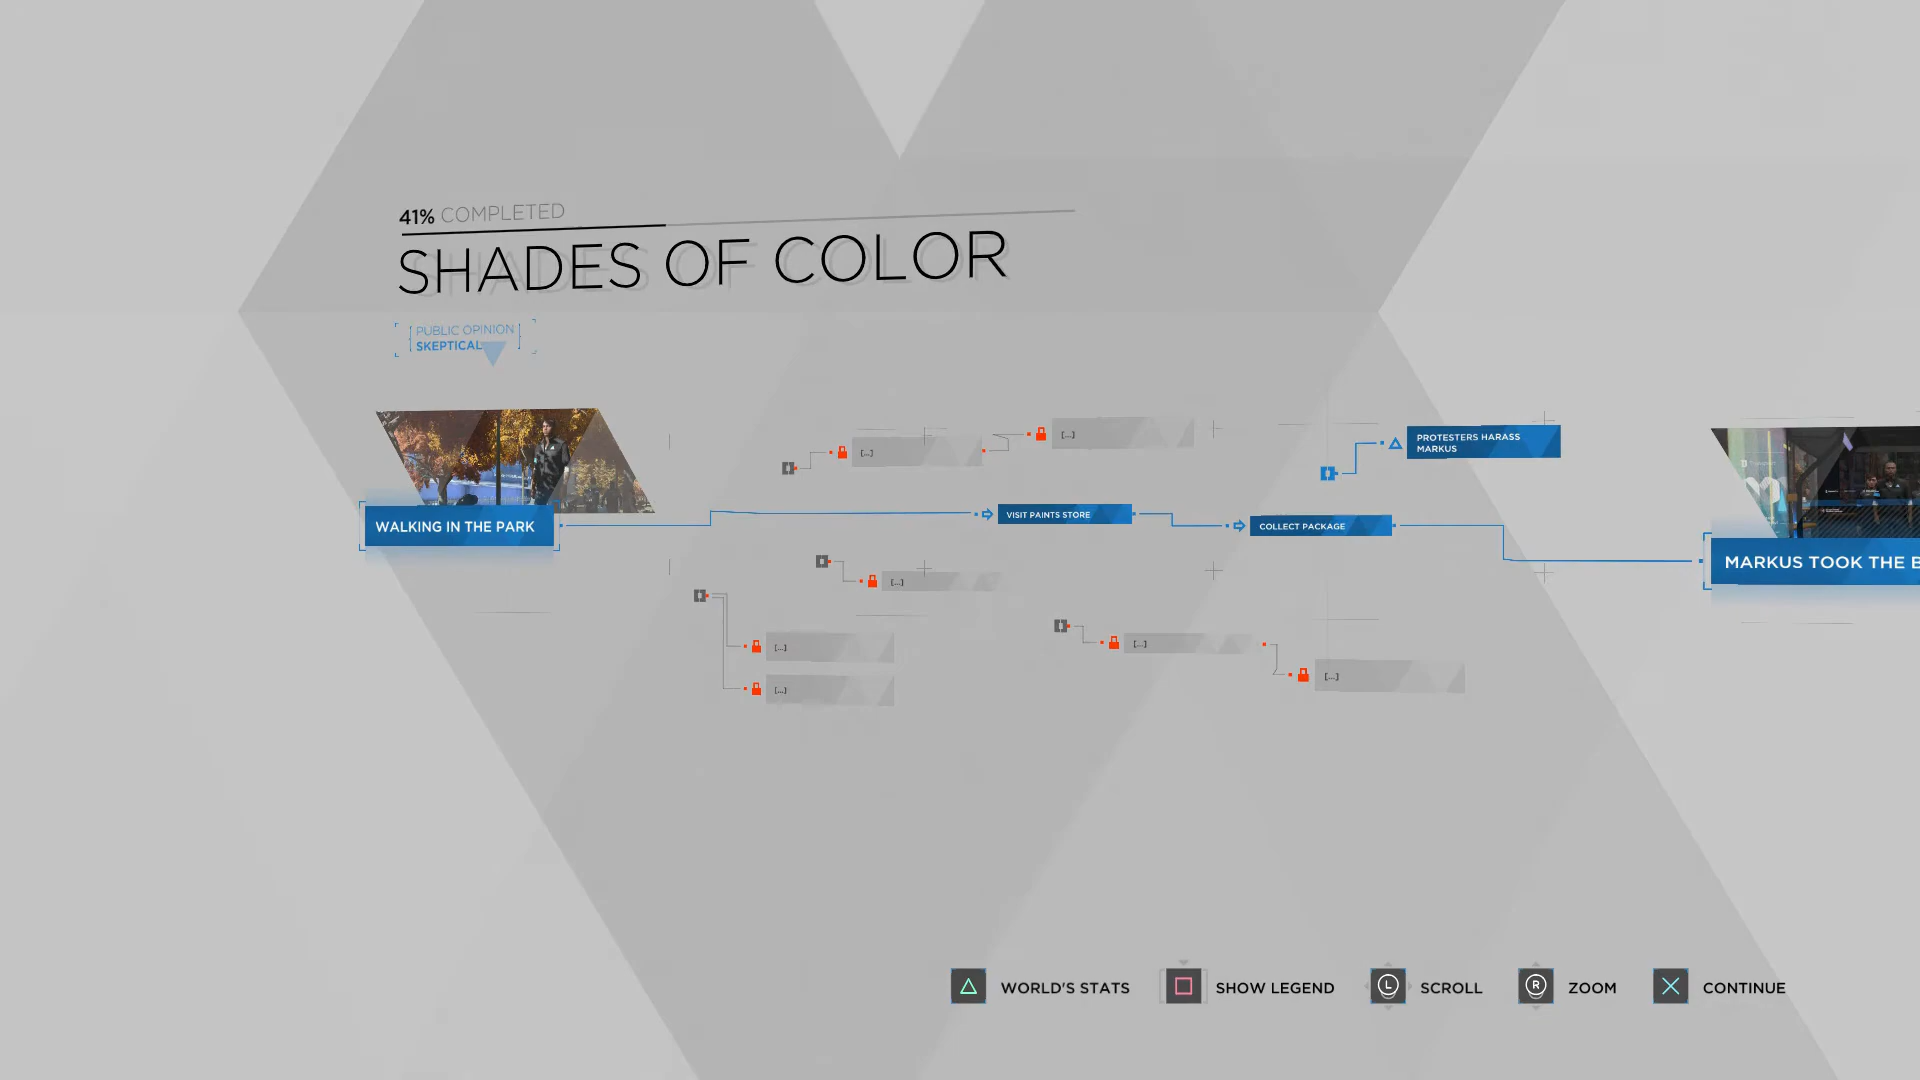 41% COMPLETED
SHADES OF COLOR
PUBLIC OPINION
SKEPTICAL
[...]
[...]
PROTESTERS HARASS
MARKUS
WALKING IN THE PARK
VISIT PAINTS STORE
COLLECT PACKAGE
MARKUS TOOK THE B
[...]
[...]
[...]
[...]
[...]
WORLD'S STATS
SHOW LEGEND
L
SCROLL
R
ZOOM
CONTINUE